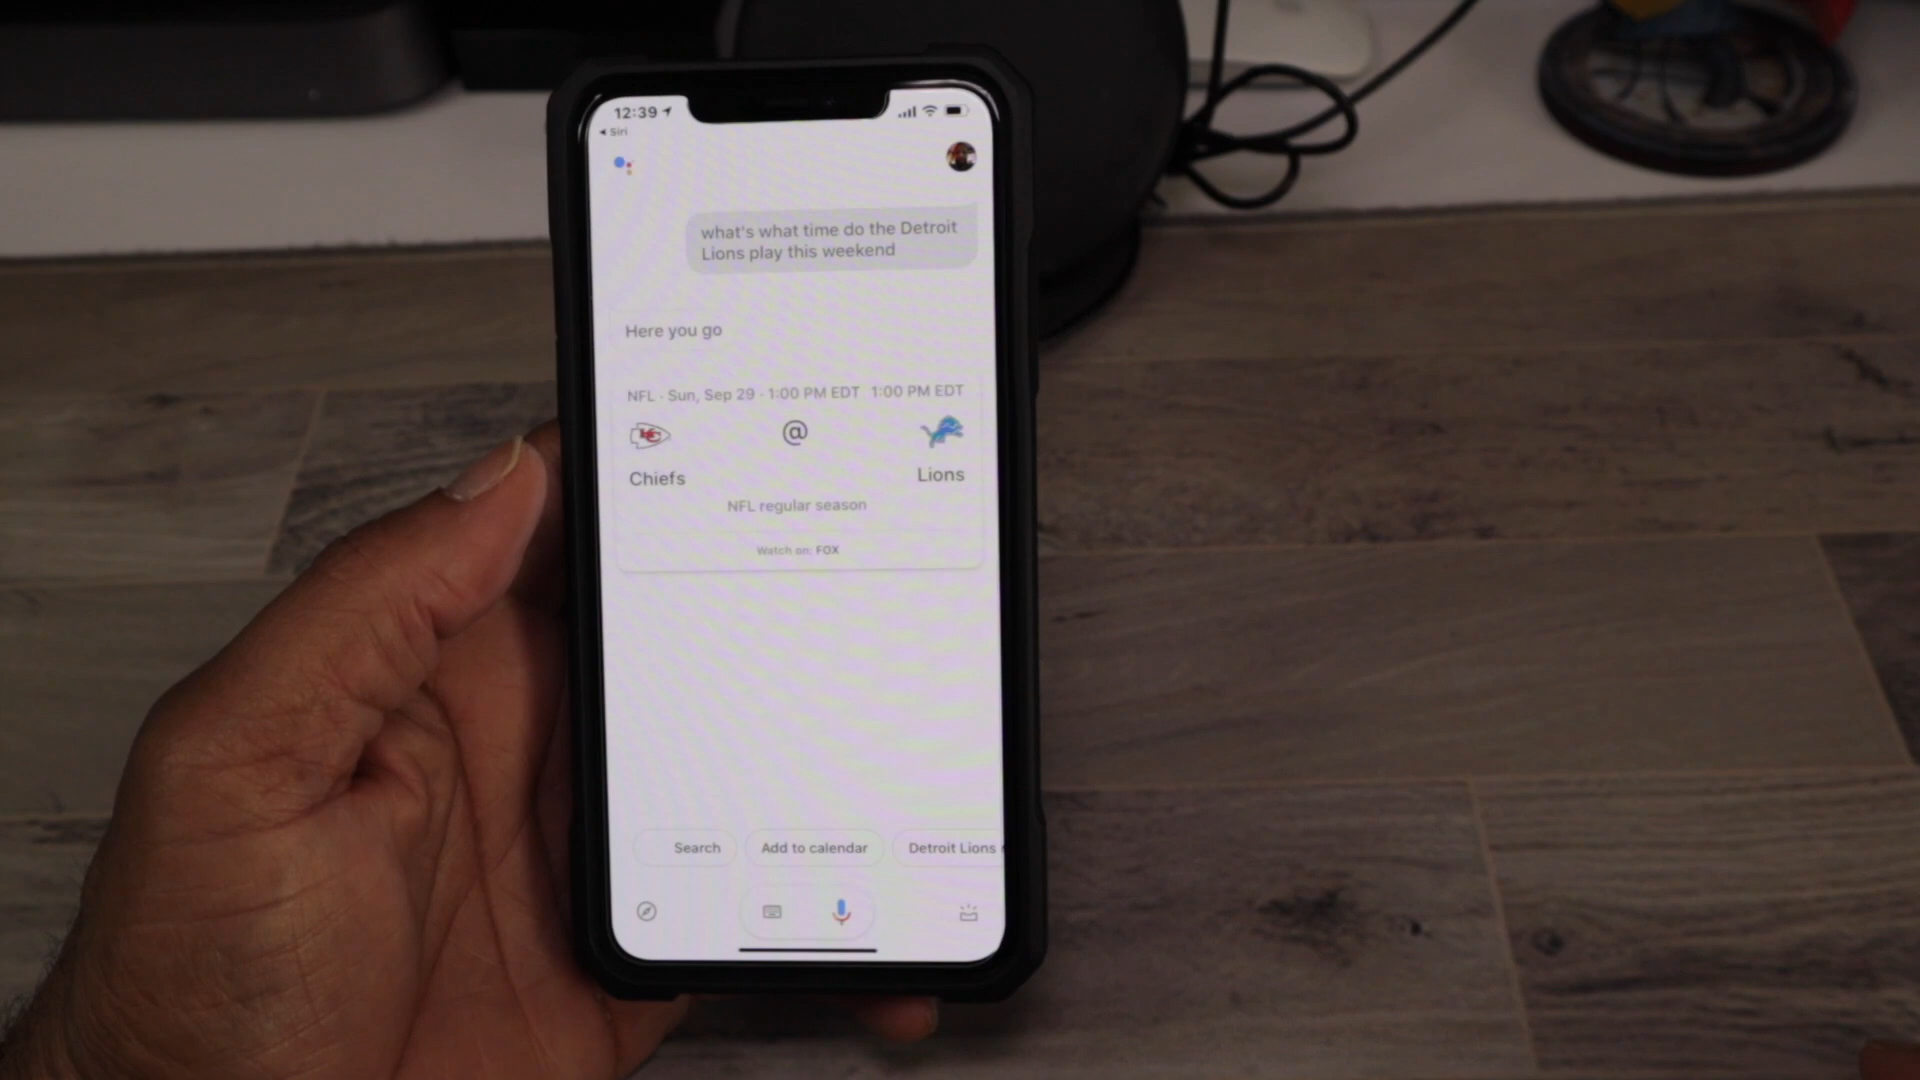 12:39
◂ Siri
what's what time do the Detroit
Lions play this weekend
Here you go
NFL · Sun, Sep 29 · 1:00 PM EDT 1:00 PM EDT
KC @
Chiefs Lions
NFL regular season
Watch on: FOX
Search Add to calendar Detroit Lions